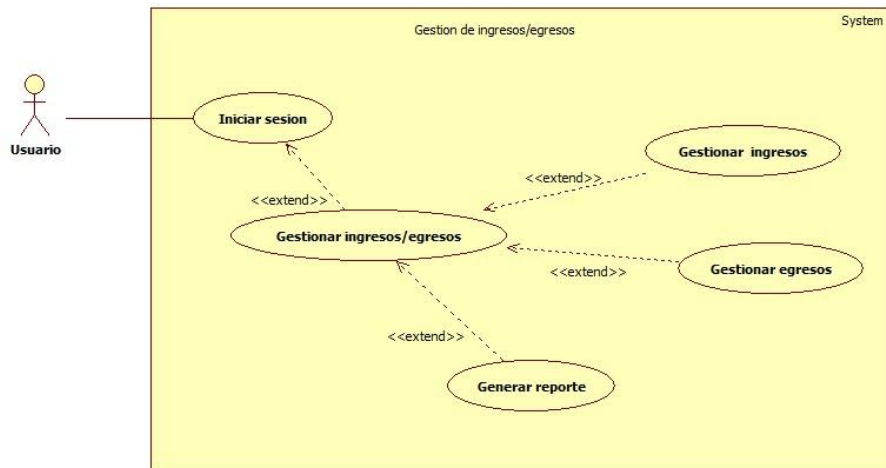 System
Gestion de ingresos/egresos
Usuario
Iniciar sesion
<<extend>>
Gestionar ingresos/egresos
<<extend>>
Gestionar  ingresos
<<extend>>
Gestionar egresos
<<extend>>
Generar reporte